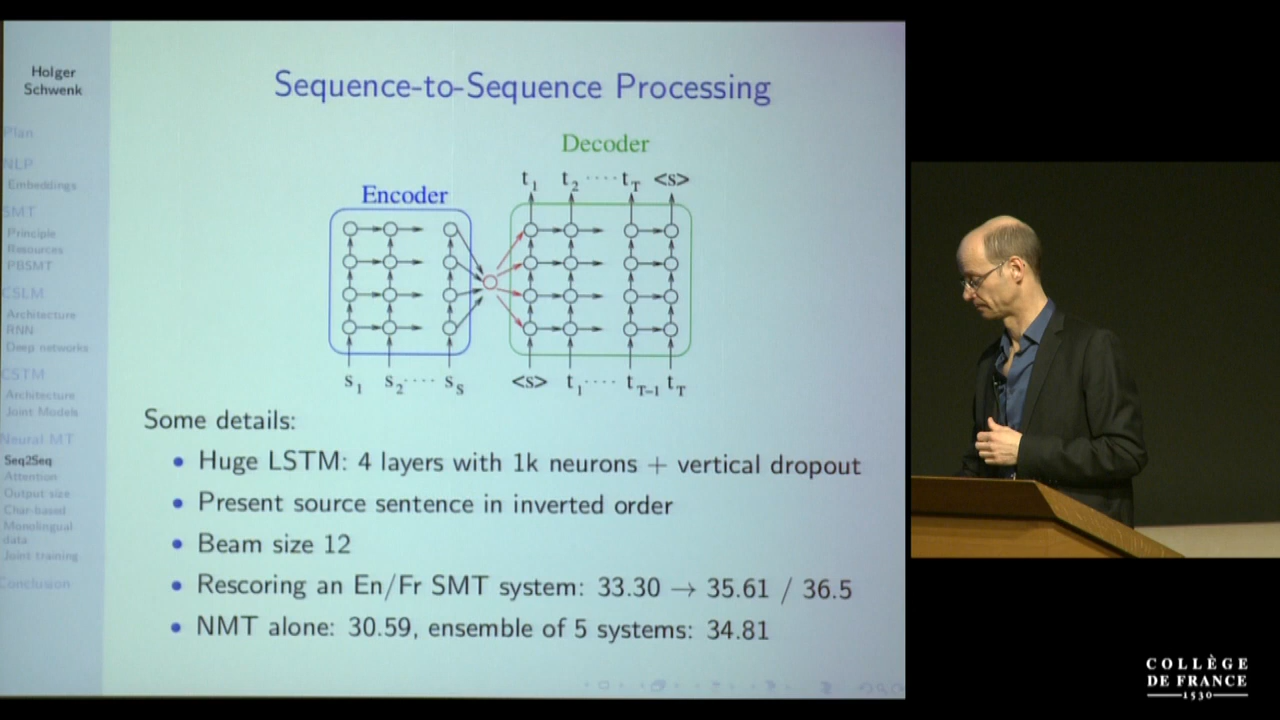 Holger
Schwenk
Plan
NLP
Embeddings
SMT
Principle
Resources
PBSMT
CSLM
Architecture
RNN
Deep networks
CSTM
Architecture
Joint Models
Neural MT
Seq2Seq
Attention
Output size
Char-based
Monolingual
data
Joint training
Conclusion
Sequence-to-Sequence Processing
Decoder
t1 t2 ···· tT <s>
Encoder
s1 s2 ···· sS
<s> t1 ···· tT−1 tT
Some details:
• Huge LSTM: 4 layers with 1k neurons + vertical dropout
• Present source sentence in inverted order
• Beam size 12
• Rescoring an En/Fr SMT system: 33.30 → 35.61 / 36.5
• NMT alone: 30.59, ensemble of 5 systems: 34.81
COLLÈGE
DE FRANCE
1530